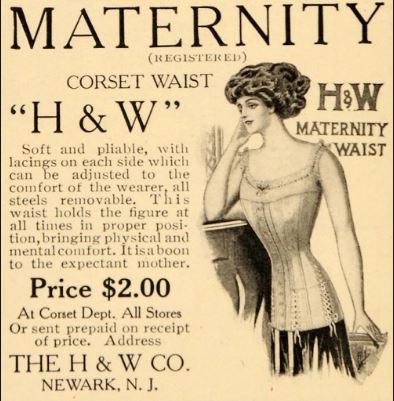 MATERNITY
(REGISTERED)
CORSET WAIST
"H & W"
Soft and pliable, with
lacings on each side which
can be adjusted to the
comfort of the wearer, all
steels removable. This
waist holds the figure at
all times in proper posi-
tion, bringing physical and
mental comfort. It is a boon
to the expectant mother.
Price $2.00
At Corset Dept. All Stores
Or sent prepaid on receipt
of price. Address
THE H & W CO.
NEWARK, N. J.
H&W
MATERNITY
WAIST